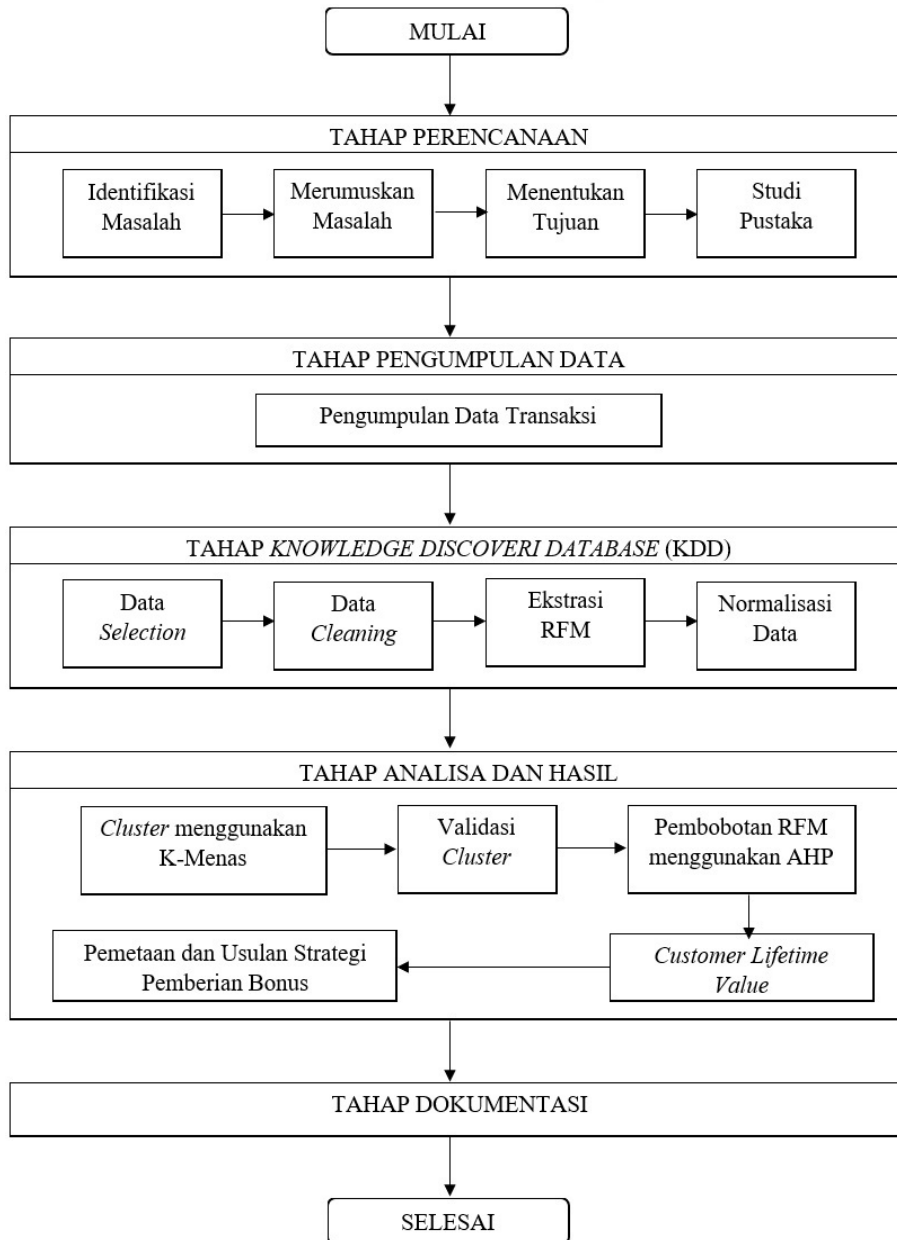 MULAI
TAHAP PERENCANAAN
Identifikasi
Masalah
Merumuskan
Masalah
Menentukan
Tujuan
Studi
Pustaka
TAHAP PENGUMPULAN DATA
Pengumpulan Data Transaksi
TAHAP KNOWLEDGE DISCOVERI DATABASE (KDD)
Data
Selection
Data
Cleaning
Ekstrasi
RFM
Normalisasi
Data
TAHAP ANALISA DAN HASIL
Cluster menggunakan
K-Menas
Validasi
Cluster
Pembobotan RFM
menggunakan AHP
Customer Lifetime
Value
Pemetaan dan Usulan Strategi
Pemberian Bonus
TAHAP DOKUMENTASI
SELESAI